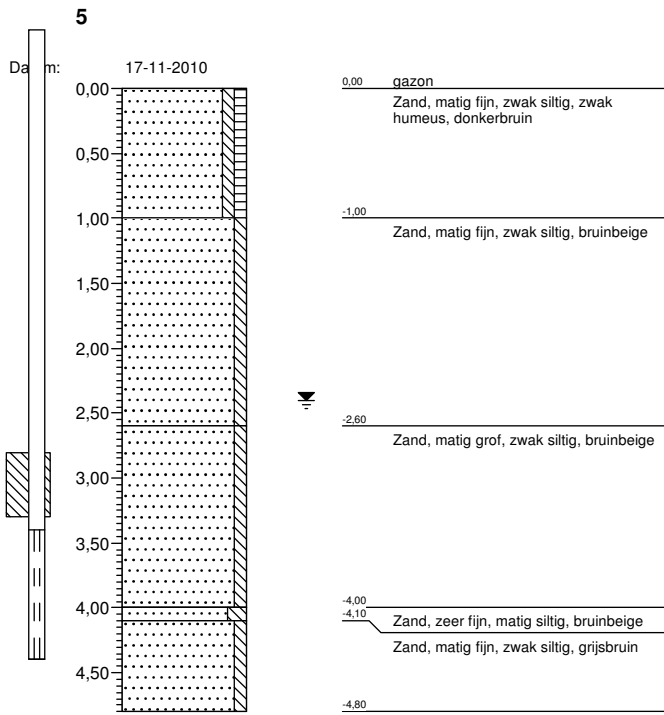 5
17-11-2010
0,00
0,50
1,00
1,50
2,00
2,50
3,00
3,50
4,00
4,50
0,00 gazon
Zand, matig fijn, zwak siltig, zwak
humeus, donkerbruin
-1,00
Zand, matig fijn, zwak siltig, bruinbeige
-2,60
Zand, matig grof, zwak siltig, bruinbeige
-4,00
-4,10
Zand, zeer fijn, matig siltig, bruinbeige
Zand, matig fijn, zwak siltig, grijsbruin
-4,80